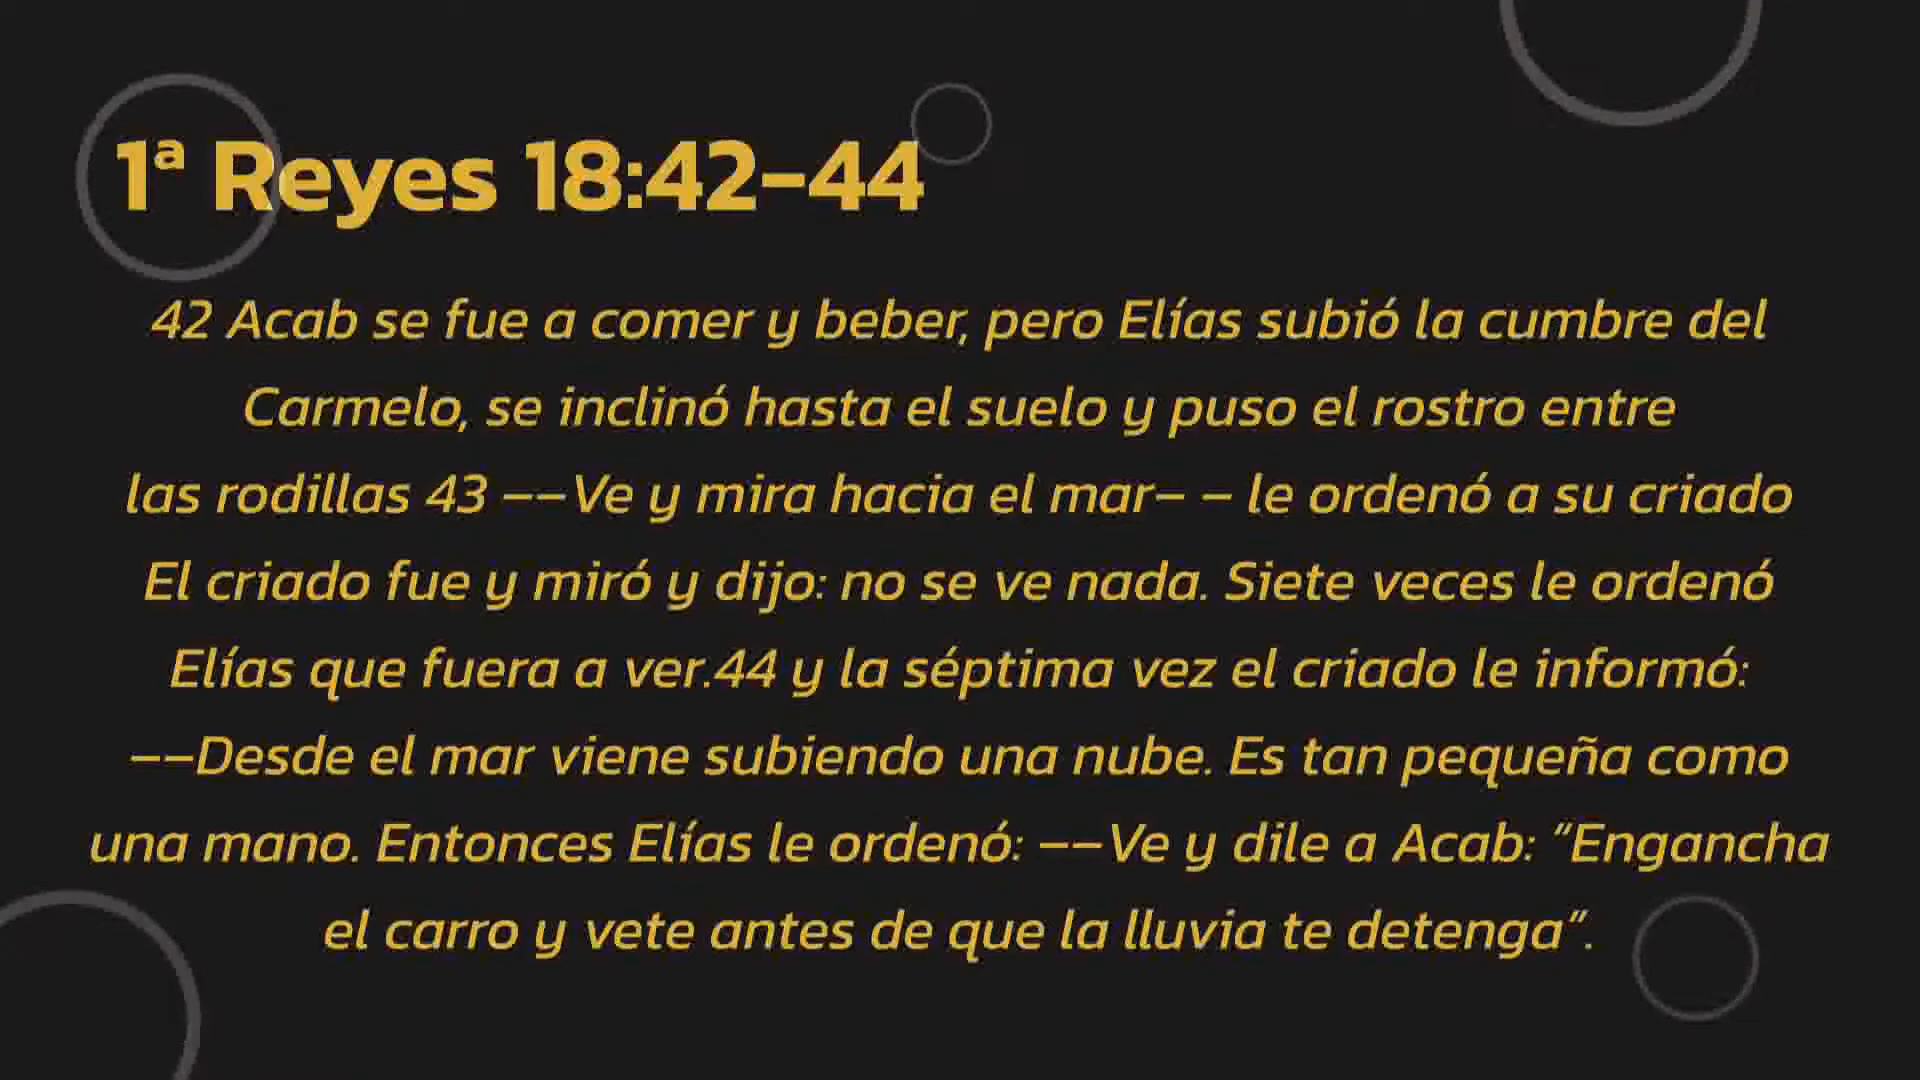 1ª Reyes 18:42-44
42 Acab se fue a comer y beber, pero Elías subió la cumbre del
Carmelo, se inclinó hasta el suelo y puso el rostro entre
las rodillas 43 --Ve y mira hacia el mar- - le ordenó a su criado
El criado fue y miró y dijo: no se ve nada. Siete veces le ordenó
Elías que fuera a ver.44 y la séptima vez el criado le informó:
--Desde el mar viene subiendo una nube. Es tan pequeña como
una mano. Entonces Elías le ordenó: --Ve y dile a Acab: “Engancha
el carro y vete antes de que la lluvia te detenga”.